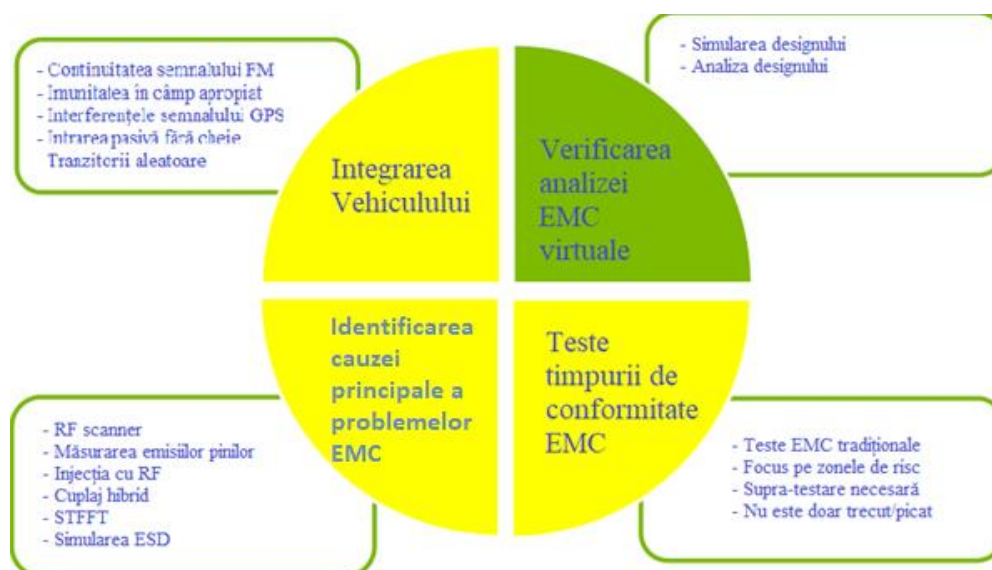 - Continuitatea semnalului FM
- Imunitatea în câmp apropiat
- Interferențele semnalului GPS
- Intrarea pasivă fără cheie
Tranzitorii aleatoare
- Simularea designului
- Analiza designului
Integrarea
Vehiculului
Verificarea
analizei
EMC
virtuale
Identificarea
cauzei
principale a
problemelor
EMC
Teste
timpurii de
conformitate
EMC
- RF scanner
- Măsurarea emisiilor pinilor
- Injecția cu RF
- Cuplaj hibrid
- STFFT
- Simularea ESD
- Teste EMC tradiționale
- Focus pe zonele de risc
- Supra-testare necesară
- Nu este doar trecut/picat